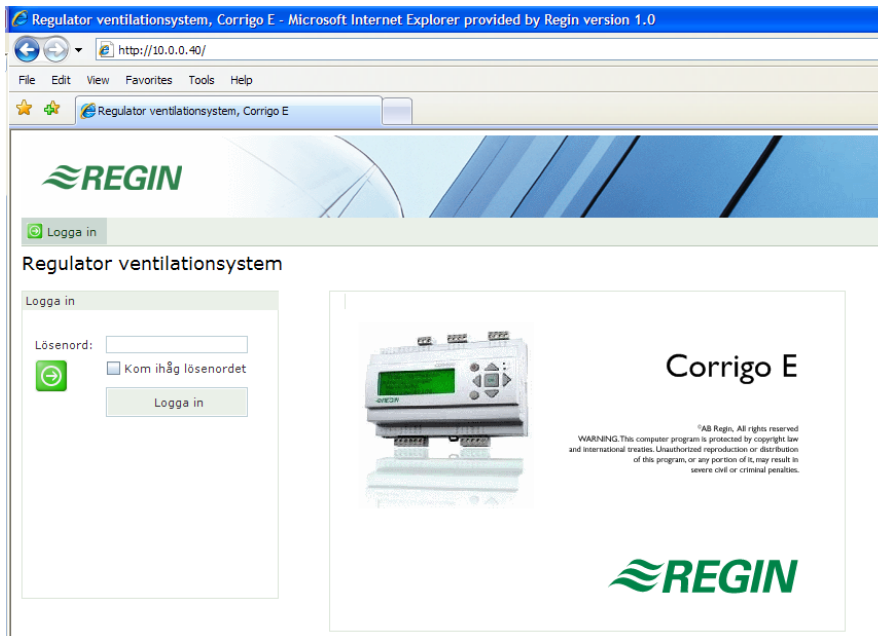 Regulator ventilationsystem, Corrigo E - Microsoft Internet Explorer provided by Regin version 1.0
http://10.0.0.40/
File Edit View Favorites Tools Help
Regulator ventilationsystem, Corrigo E
REGIN
Logga in
Regulator ventilationsystem
Logga in
Lösenord:
Kom ihåg lösenordet
Logga in
REGIN
Corrigo E
©AB Regin, All rights reserved
WARNING. This computer program is protected by copyright law
and international treaties. Unauthorized reproduction or distribution
of this program, or any portion of it, may result in
severe civil or criminal penalties.
REGIN